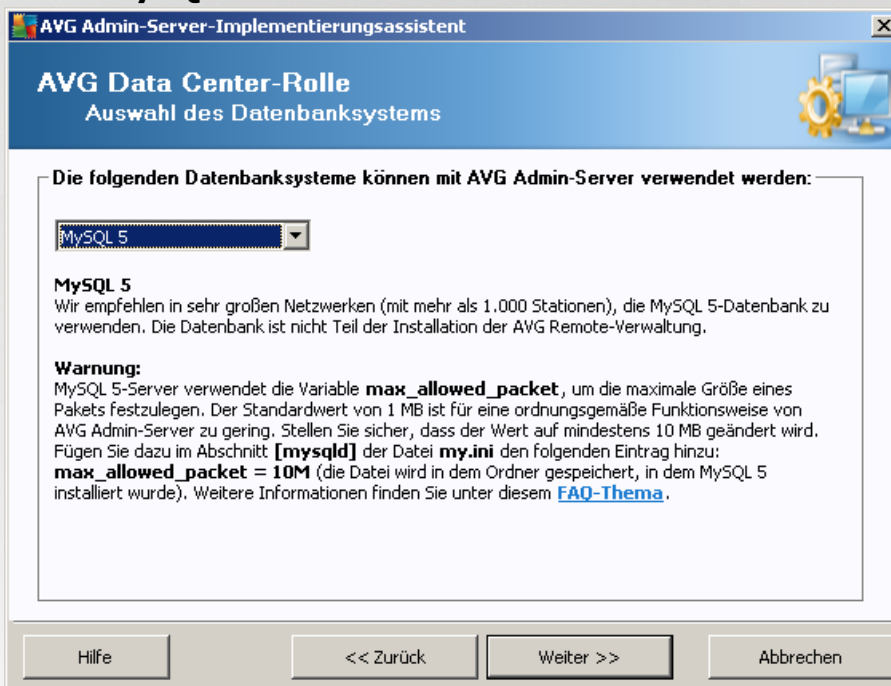 AVG Admin-Server-Implementierungsassistent
AVG Data Center-Rolle
Auswahl des Datenbanksystems
Die folgenden Datenbanksysteme können mit AVG Admin-Server verwendet werden:
MySQL 5
MySQL 5
Wir empfehlen in sehr großen Netzwerken (mit mehr als 1.000 Stationen), die MySQL 5-Datenbank zu
verwenden. Die Datenbank ist nicht Teil der Installation der AVG Remote-Verwaltung.
Warnung:
MySQL 5-Server verwendet die Variable max_allowed_packet, um die maximale Größe eines
Pakets festzulegen. Der Standardwert von 1 MB ist für eine ordnungsgemäße Funktionsweise von
AVG Admin-Server zu gering. Stellen Sie sicher, dass der Wert auf mindestens 10 MB geändert wird.
Fügen Sie dazu im Abschnitt [mysqld] der Datei my.ini den folgenden Eintrag hinzu:
max_allowed_packet = 10M (die Datei wird in dem Ordner gespeichert, in dem MySQL 5
installiert wurde). Weitere Informationen finden Sie unter diesem FAQ-Thema.
Hilfe
<< Zurück
Weiter >>
Abbrechen